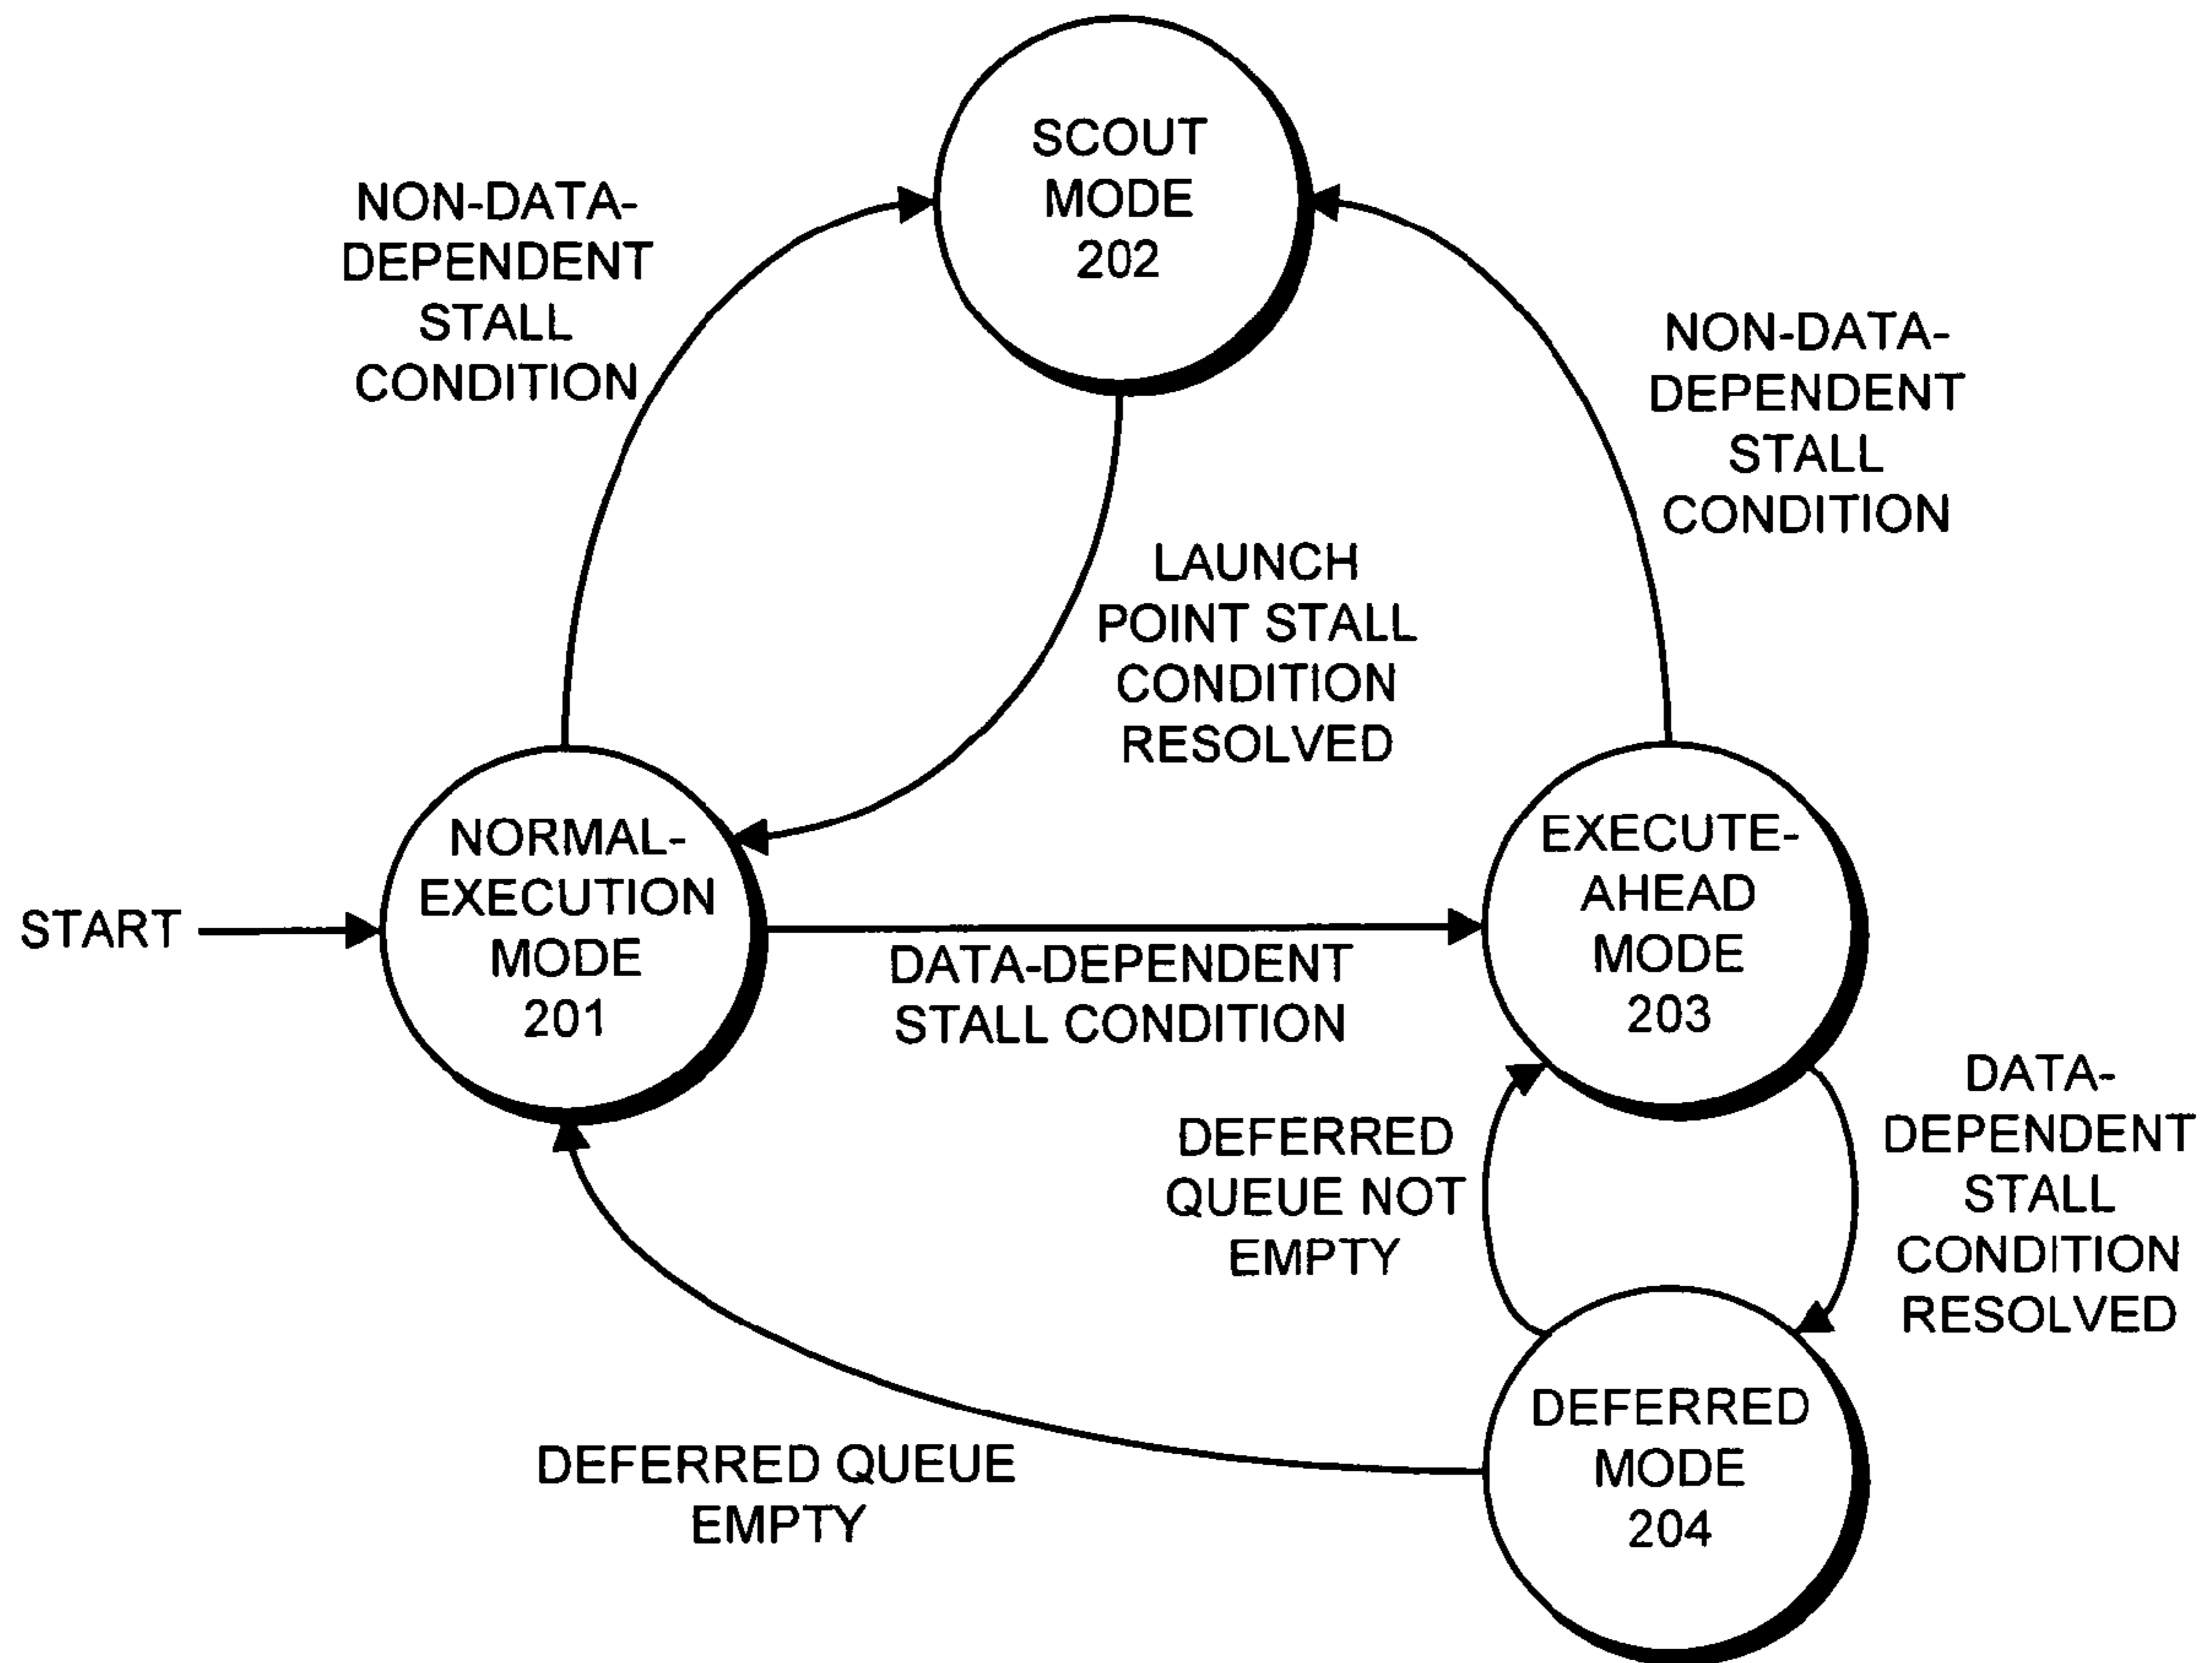 SCOUT
MODE
202
NON-DATA-
DEPENDENT
STALL
CONDITION
NON-DATA-
DEPENDENT
STALL
CONDITION
LAUNCH
POINT STALL
CONDITION
RESOLVED
START
NORMAL-
EXECUTION
MODE
201
DATA-DEPENDENT
STALL CONDITION
EXECUTE-
AHEAD
MODE
203
DEFERRED
QUEUE NOT
EMPTY
DATA-
DEPENDENT
STALL
CONDITION
RESOLVED
DEFERRED QUEUE
EMPTY
DEFERRED
MODE
204